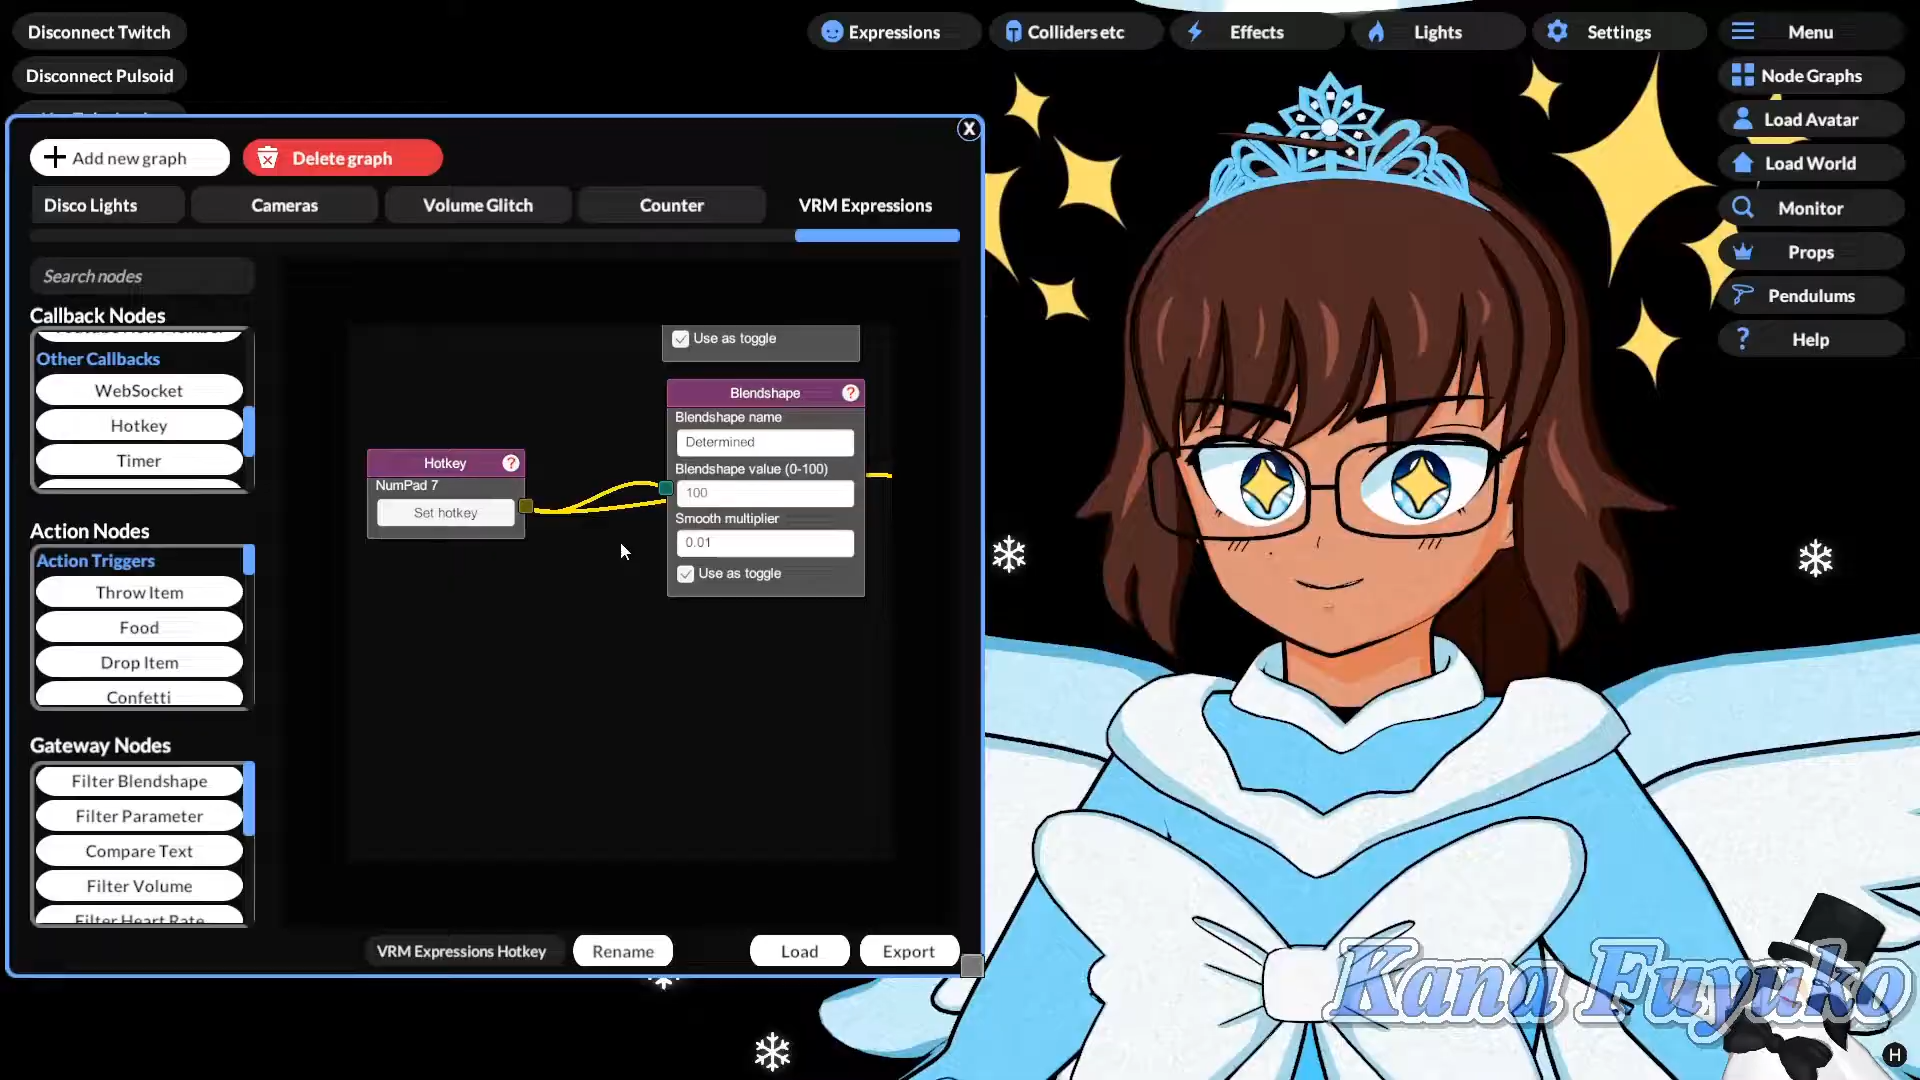 Disconnect Twitch
Disconnect Pulsoid
Expressions
Colliders etc
Effects
Lights
Settings
Menu
Node Graphs
Load Avatar
Load World
Monitor
Props
Pendulums
Help
X
Add new graph
Delete graph
Disco Lights
Cameras
Volume Glitch
Counter
VRM Expressions
Search nodes
Callback Nodes
Other Callbacks
WebSocket
Hotkey
Timer
Action Nodes
Action Triggers
Throw Item
Food
Drop Item
Confetti
Gateway Nodes
Filter Blendshape
Filter Parameter
Compare Text
Filter Volume
Filter Heart Rate
Use as toggle
Blendshape ?
Blendshape name
Determined
Blendshape value (0-100)
100
Smooth multiplier
0.01
Use as toggle
Hotkey ?
NumPad 7
Set hotkey
VRM Expressions Hotkey
Rename
Load
Export
Kana Fuyuko
H